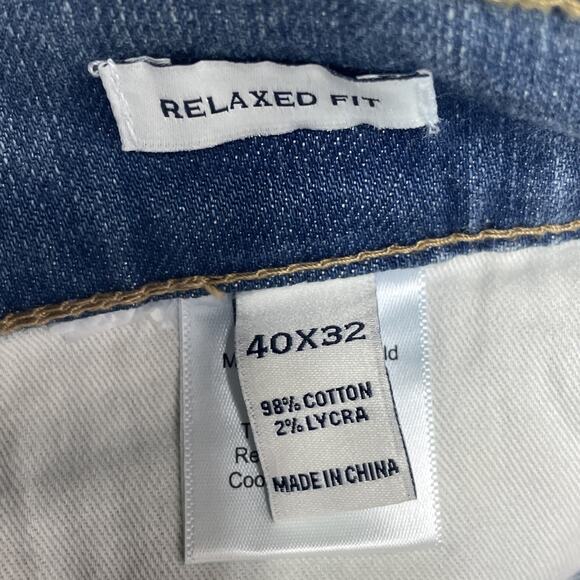 RELAXED FIT
40X32
98% COTTON
2% LYCRA
MADE IN CHINA